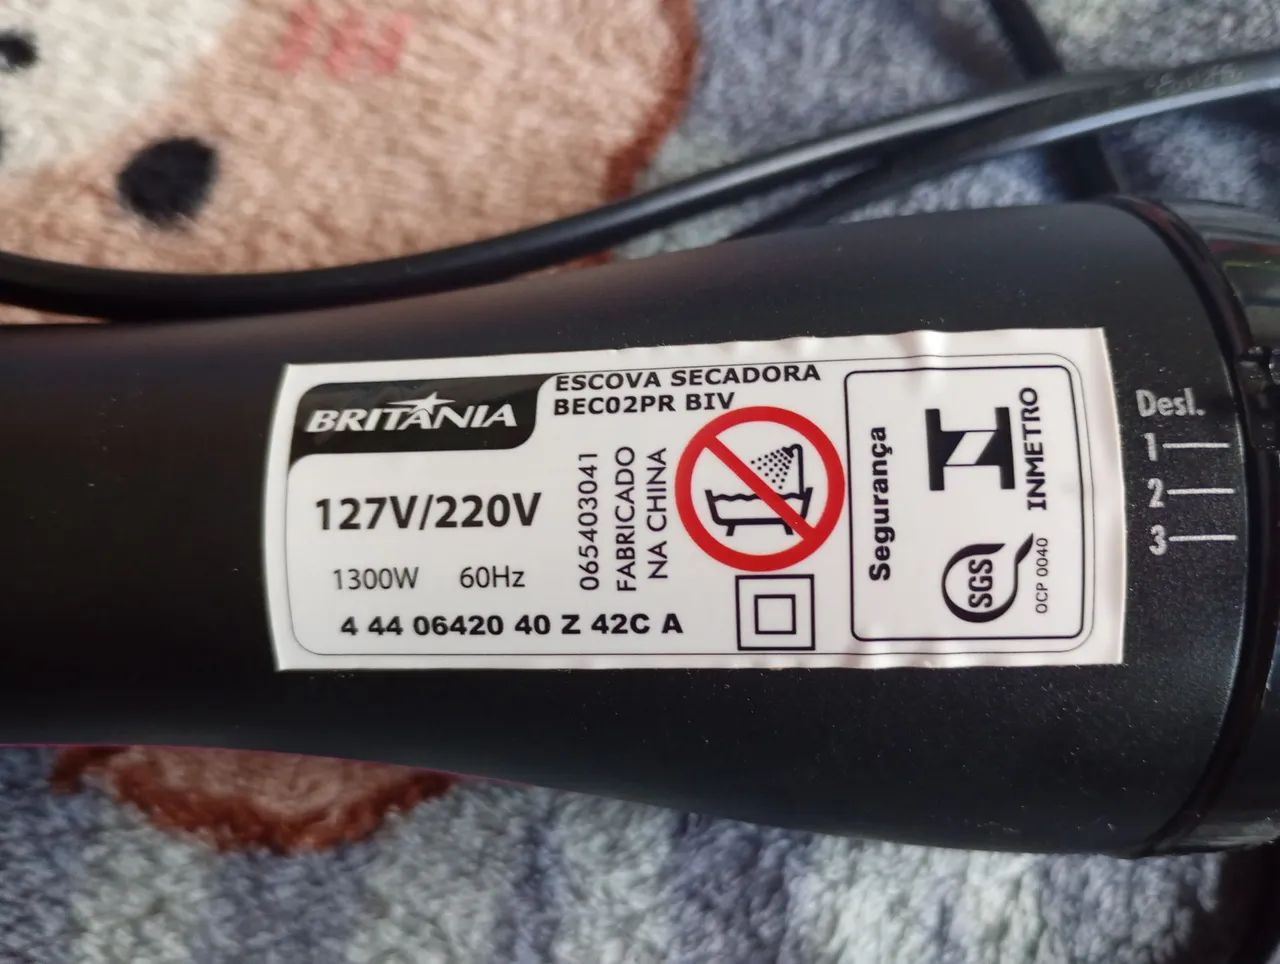 BRITÂNIA
ESCOVA SECADORA
BEC02PR BIV
127V/220V
1300W 60Hz
4 44 06420 40 Z 42C A
065403041
FABRICADO
NA CHINA
Segurança
INMETRO
SGS
OCP 0040
Desl.
1
2
3